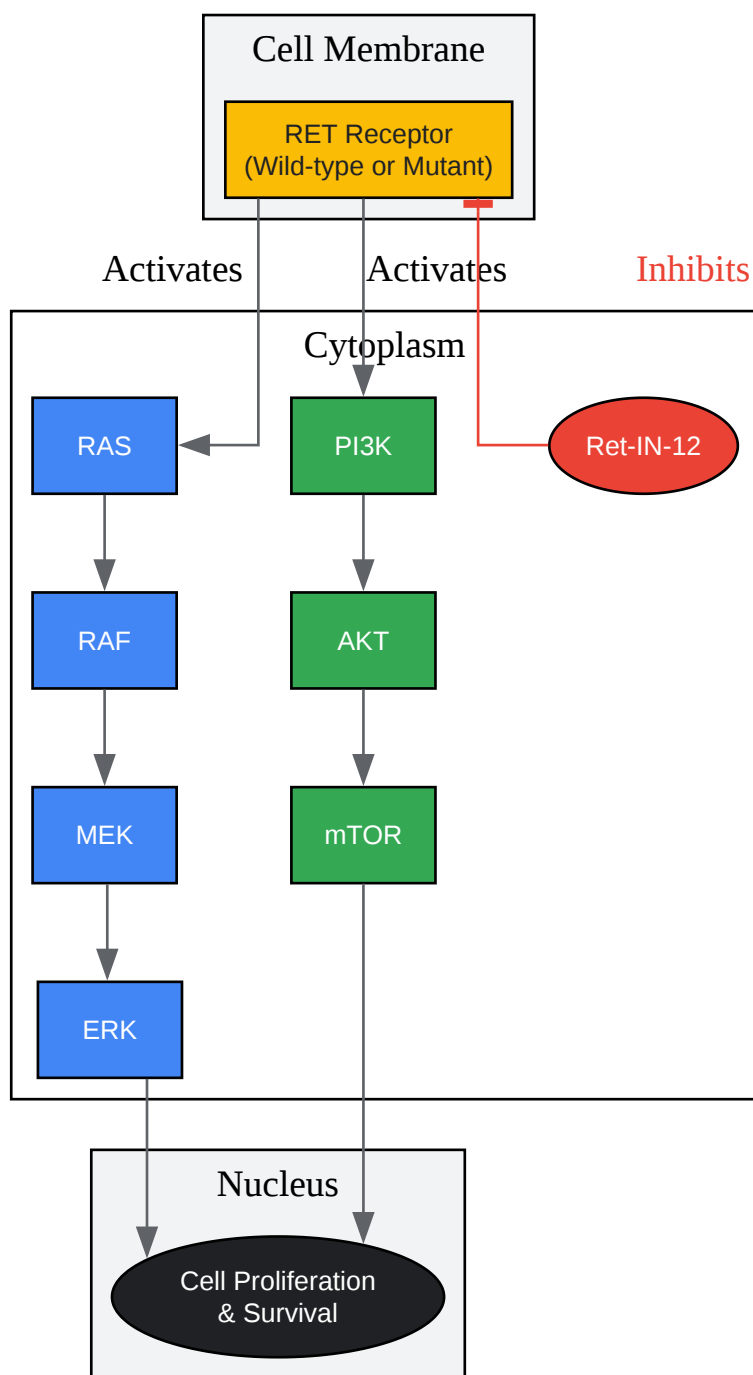 Cell Membrane
RET Receptor
(Wild-type or Mutant)
Activates
Activates
Inhibits
Cytoplasm
RAS
PI3K
Ret-IN-12
RAF
AKT
MEK
mTOR
ERK
Nucleus
Cell Proliferation
& Survival